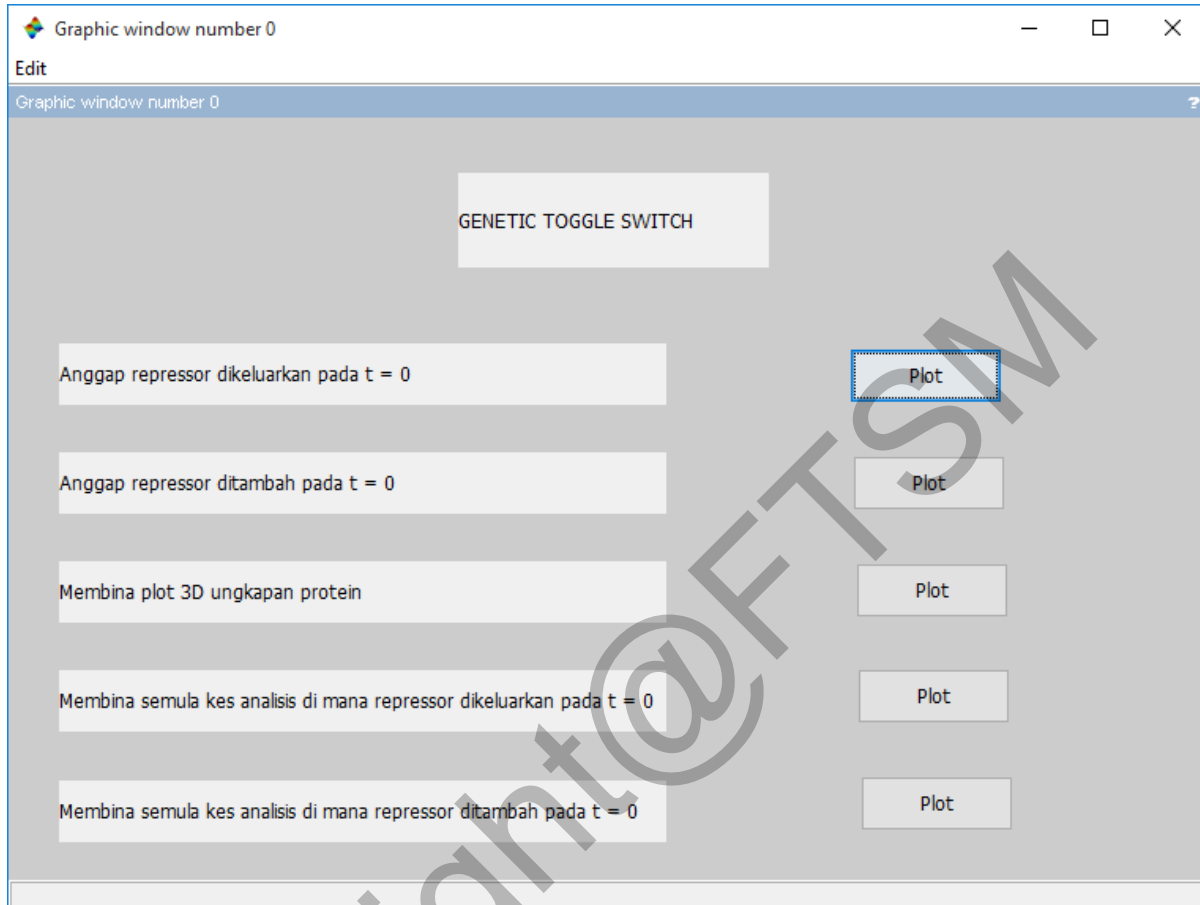 Graphic window number 0
Edit
Graphic window number 0 ?
GENETIC TOGGLE SWITCH
Anggap repressor dikeluarkan pada t = 0 Plot
Anggap repressor ditambah pada t = 0 Plot
Membina plot 3D ungkapan protein Plot
Membina semula kes analisis di mana repressor dikeluarkan pada t = 0 Plot
Membina semula kes analisis di mana repressor ditambah pada t = 0 Plot
ight@FTSM